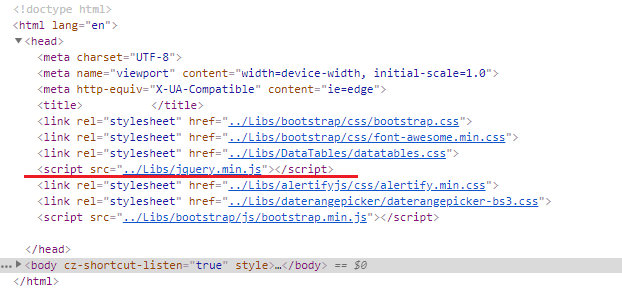 <!doctype html>
<html lang="en">
<head>
<meta charset="UTF-8">
<meta name="viewport" content="width=device-width, initial-scale=1.0">
<meta http-equiv="X-UA-Compatible" content="ie=edge">
<title> </title>
<link rel="stylesheet" href="../Libs/bootstrap/css/bootstrap.css">
<link rel="stylesheet" href="../Libs/bootstrap/css/font-awesome.min.css">
<link rel="stylesheet" href="../Libs/DataTables/datatables.css">
<script src="../Libs/jquery.min.js"></script>
<link rel="stylesheet" href="../Libs/alertifyjs/css/alertify.min.css">
<link rel="stylesheet" href="../Libs/daterangepicker/daterangepicker-bs3.css">
<script src="../Libs/bootstrap/js/bootstrap.min.js"></script>
</head>
<body cz-shortcut-listen="true" style>…</body> == $0
</html>